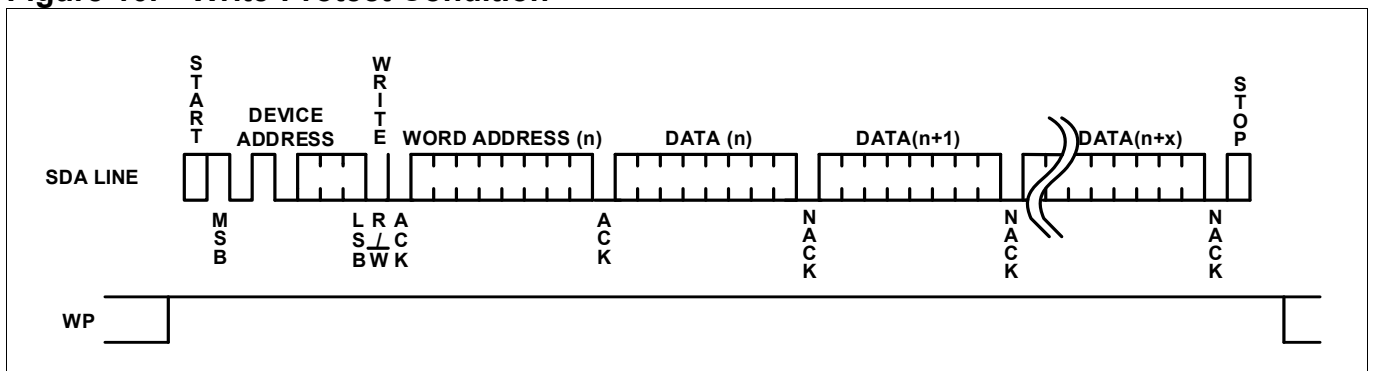 Figure Write Protect Condition
START
WRITE
STOP
DEVICE
ADDRESS
WORD ADDRESS (n)
DATA (n)
DATA(n+1)
DATA(n+x)
SDA LINE
MSB
LSB
R/W
ACK
ACK
NACK
NACK
NACK
WP